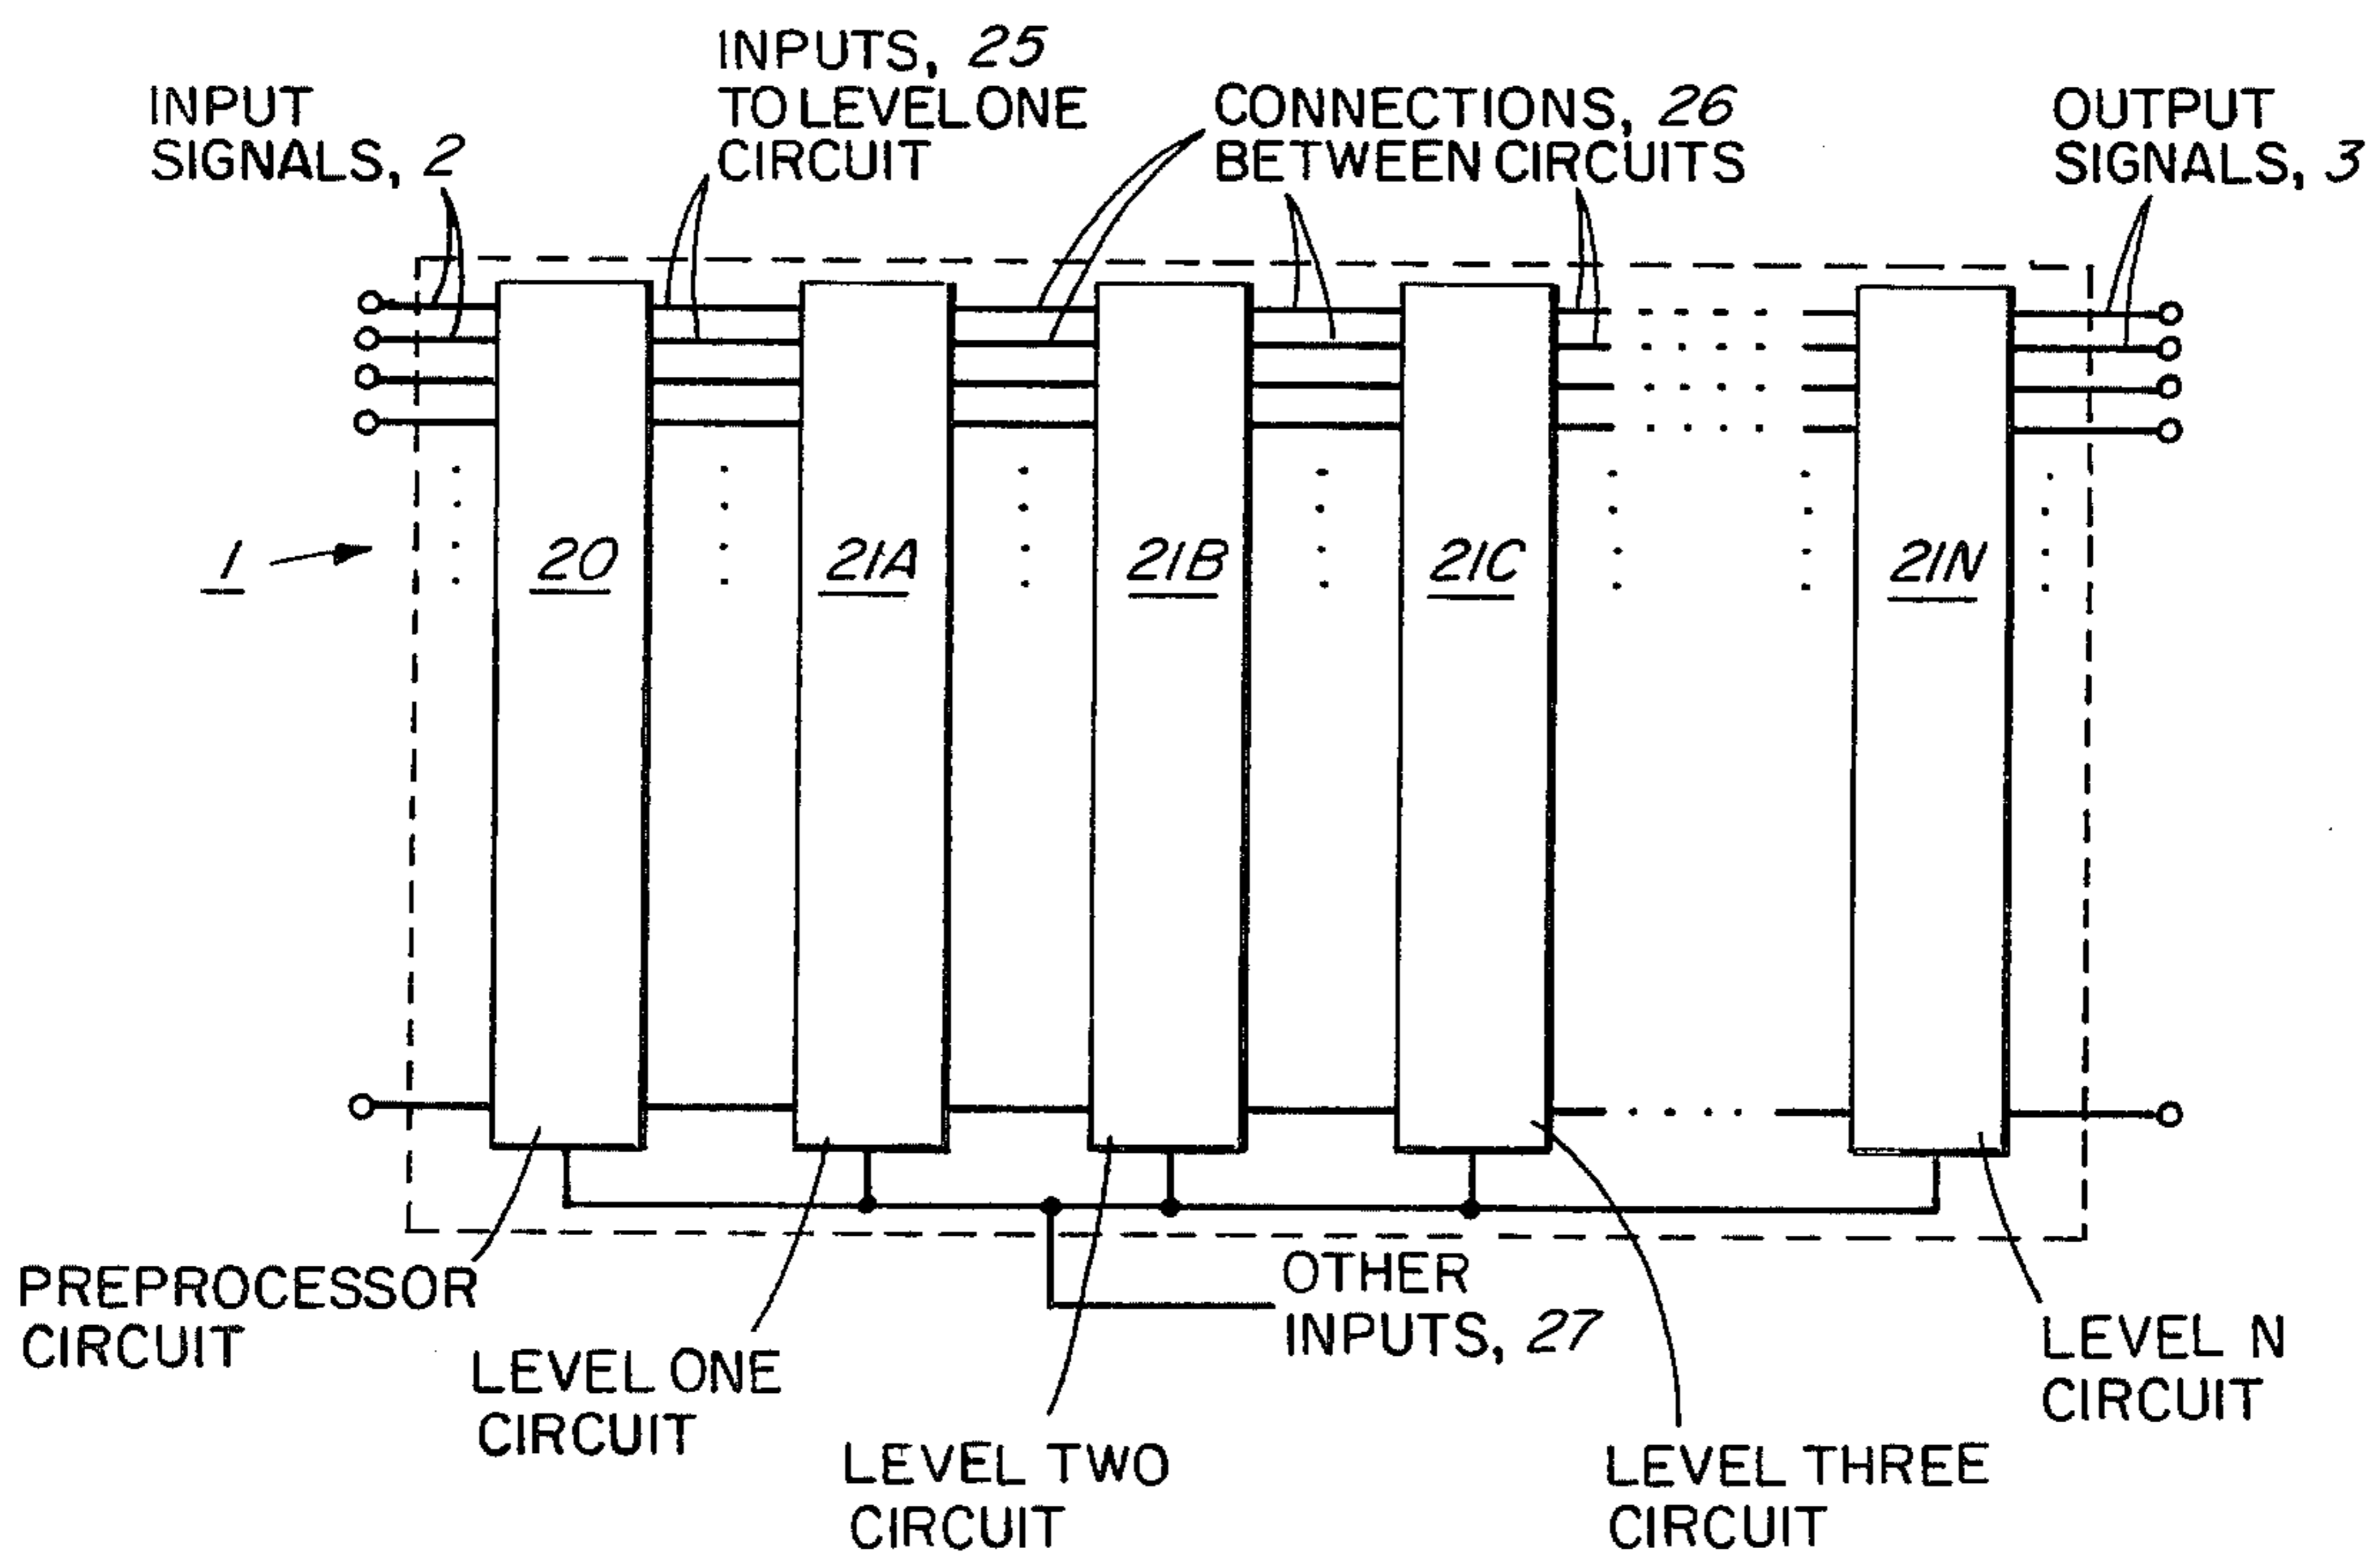 INPUT
SIGNALS, 2
INPUTS, 25
TO LEVEL ONE
CIRCUIT
CONNECTIONS, 26
BETWEEN CIRCUITS
OUTPUT
SIGNALS, 3
1
20
21A
21B
21C
21N
PREPROCESSOR
CIRCUIT
LEVEL ONE
CIRCUIT
LEVEL TWO
CIRCUIT
OTHER
INPUTS, 27
LEVEL THREE
CIRCUIT
LEVEL N
CIRCUIT